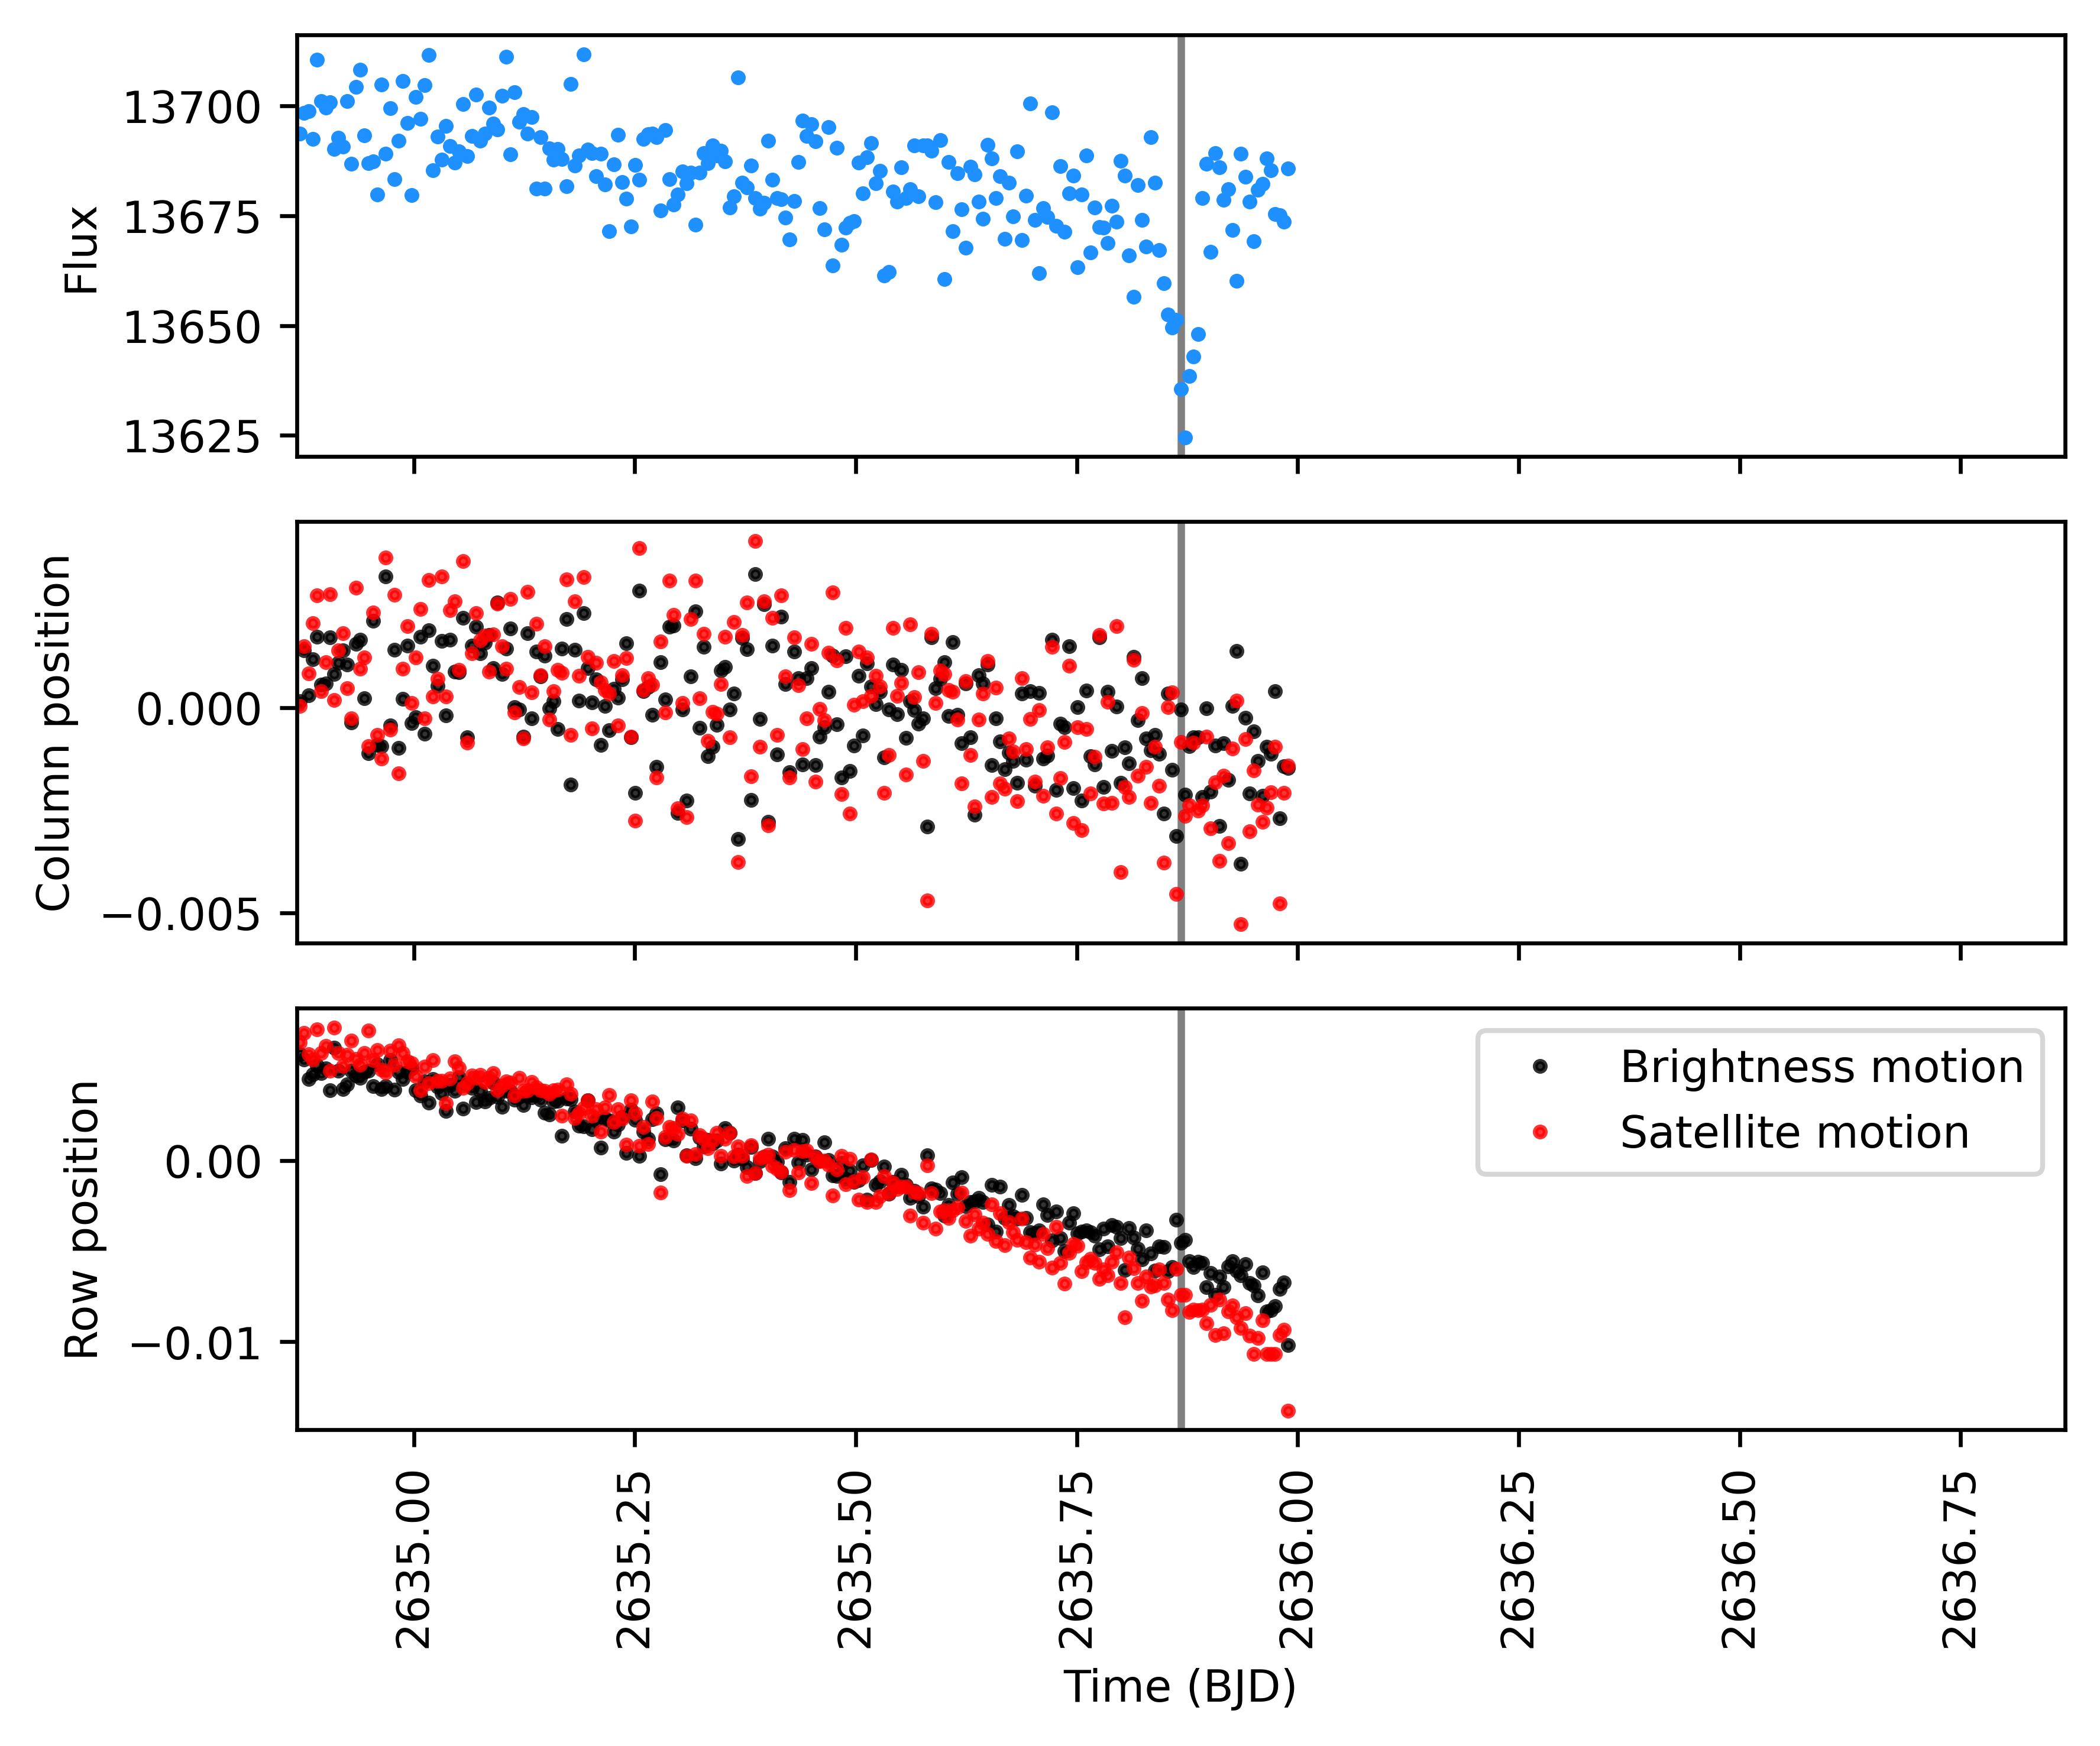 13700
13675
13650
13625
Flux
0.000
−0.005
Column position
Brightness motion
Satellite motion
0.00
−0.01
Row position
2635.00
2635.25
2635.50
2635.75
2636.00
2636.25
2636.50
2636.75
Time (BJD)